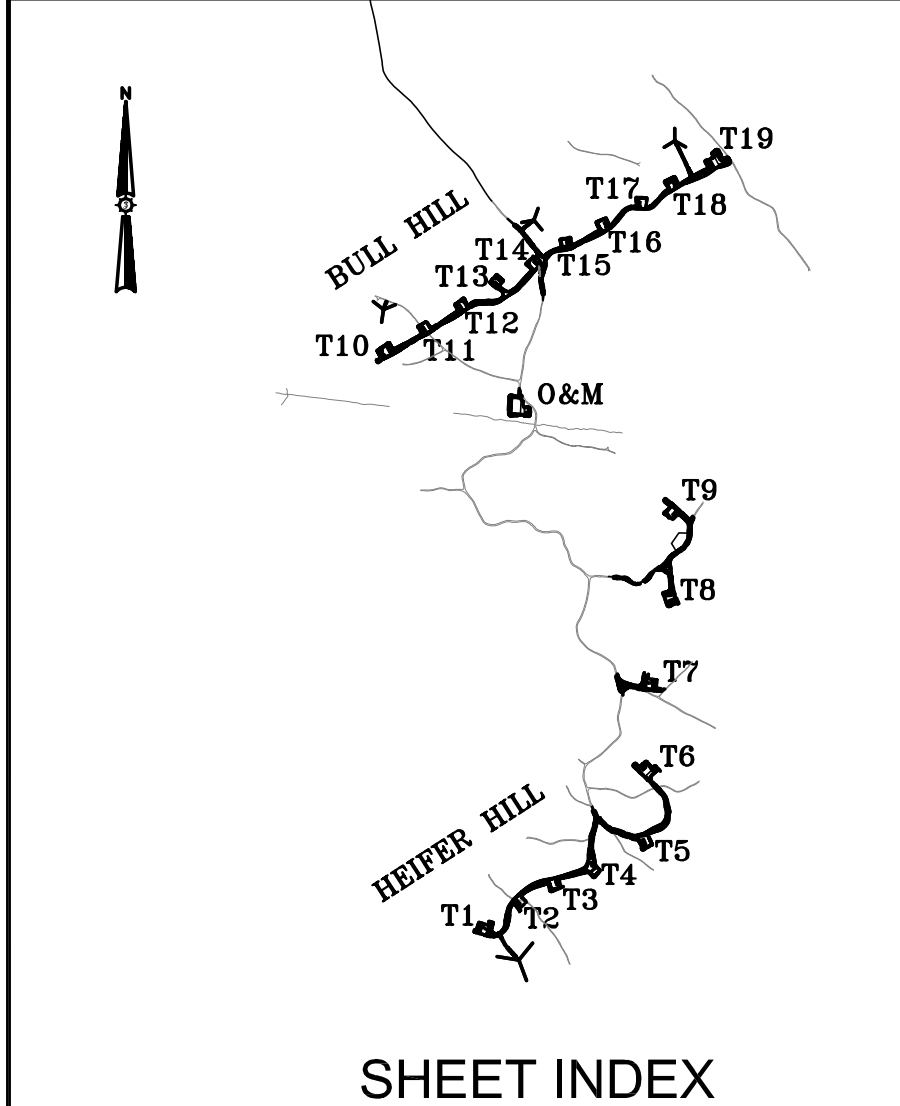 N
T19
T17
T18
BULL HILL
T16
T14
T15
T13
T12
T10
T11
O&M
T9
T8
T7
T6
HEIFER HILL
T5
T4
T3
T1
T2
SHEET INDEX